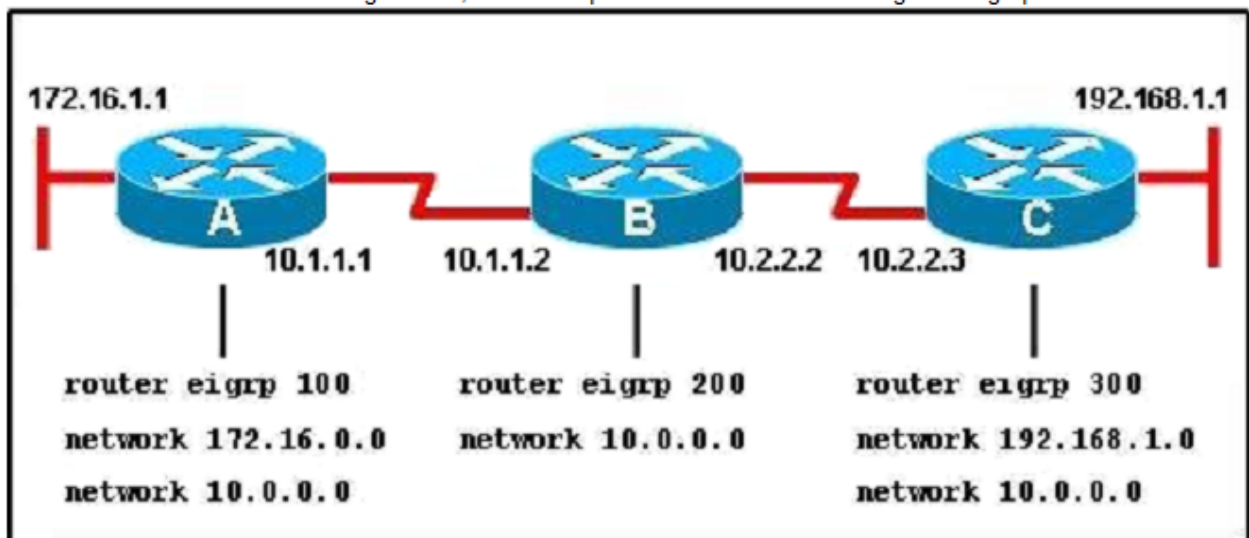 172.16.1.1
192.168.1.1
A
B
C
10.1.1.1
10.1.1.2
10.2.2.2
10.2.2.3
router eigrp 100
network 172.16.0.0
network 10.0.0.0
router eigrp 200
network 10.0.0.0
router eigrp 300
network 192.168.1.0
network 10.0.0.0